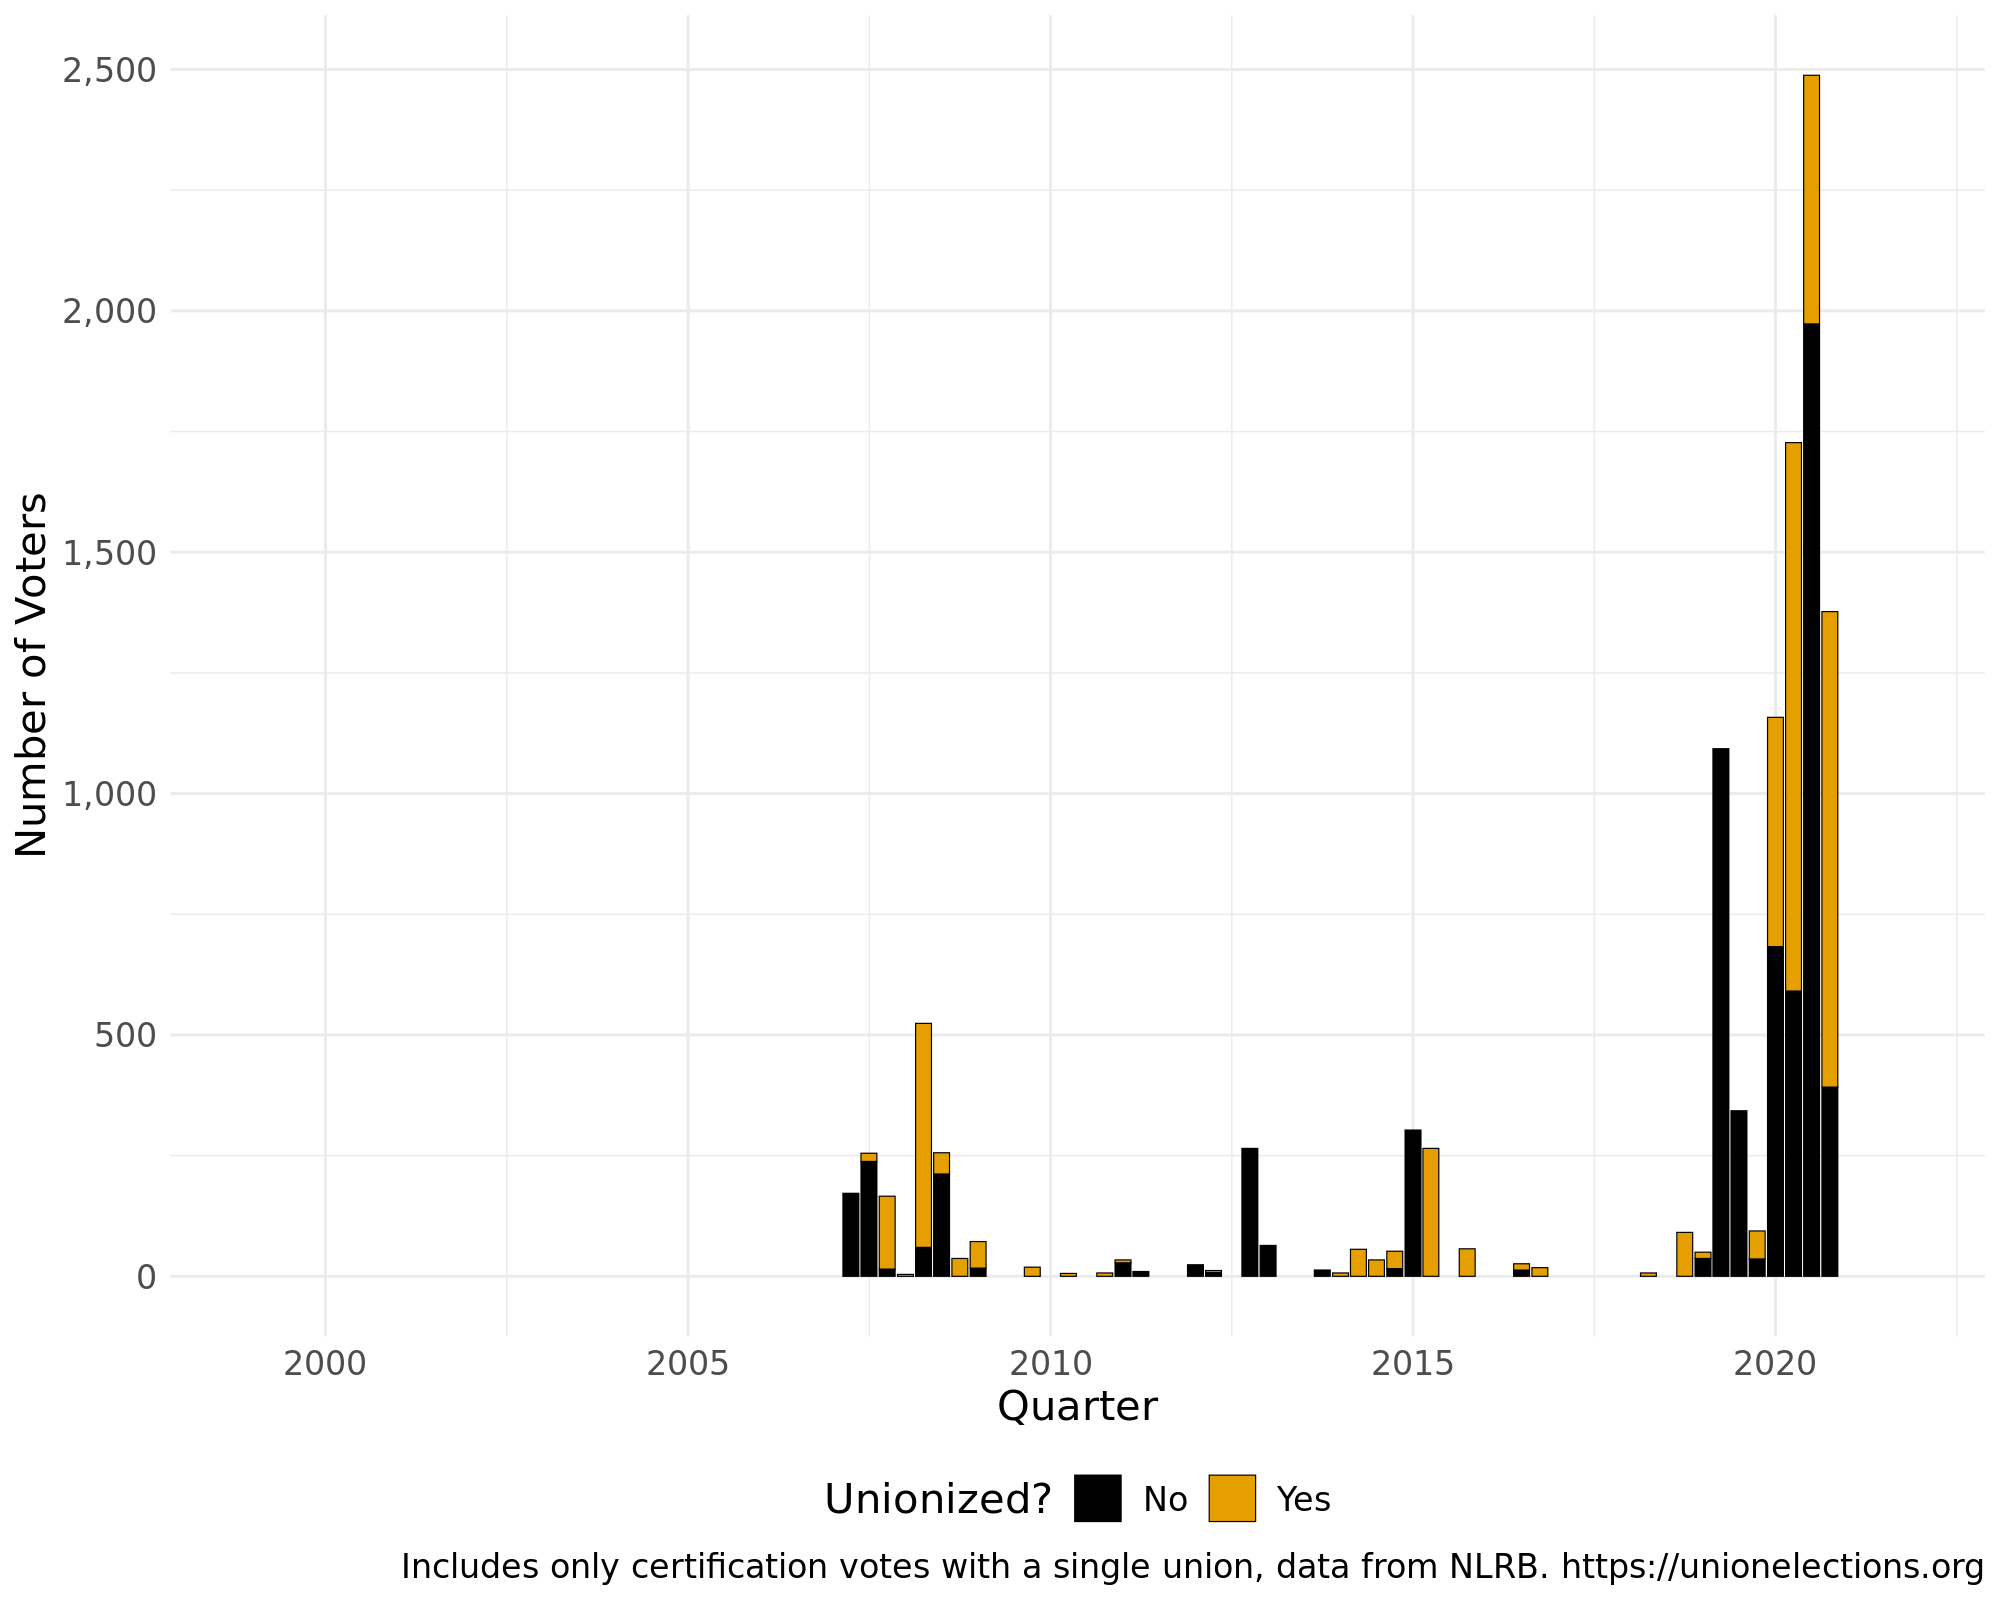 2,500
2,000
1,500
1,000
500
0
Number of Voters
2000 2005 2010 2015 2020
Quarter
Unionized? No Yes
Includes only certification votes with a single union, data from NLRB. https://unionelections.org